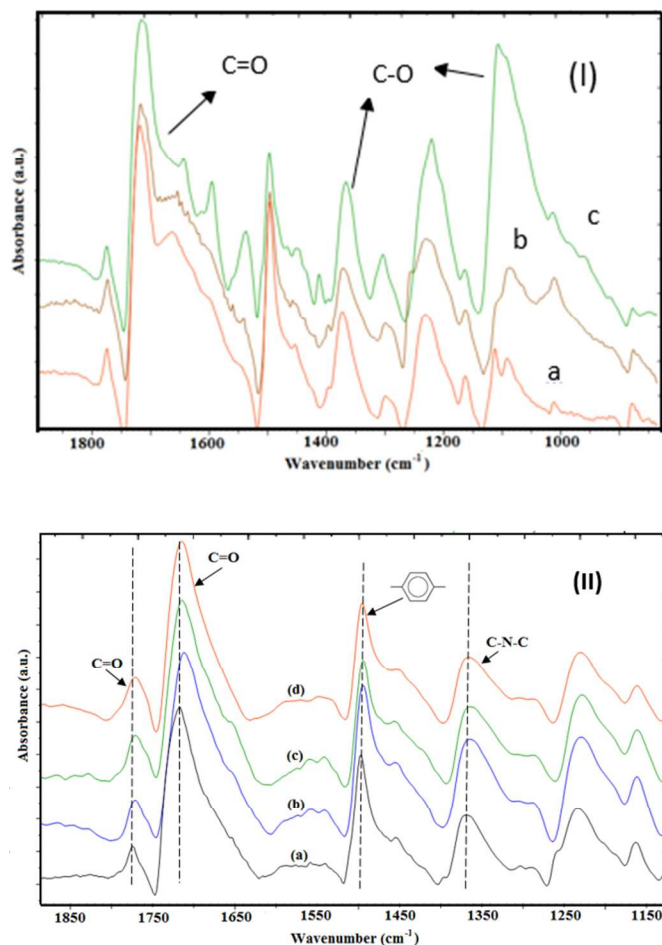 C=O
C-O
(I)
c
b
a
Absorbance (a.u.)
1800
1600
1400
1200
1000
Wavenumber (cm⁻¹)
C=O
(II)
C-N-C
C=O
(d)
(c)
(b)
(a)
Absorbance (a.u.)
1850
1750
1650
1550
1450
1350
1250
1150
Wavenumber (cm⁻¹)